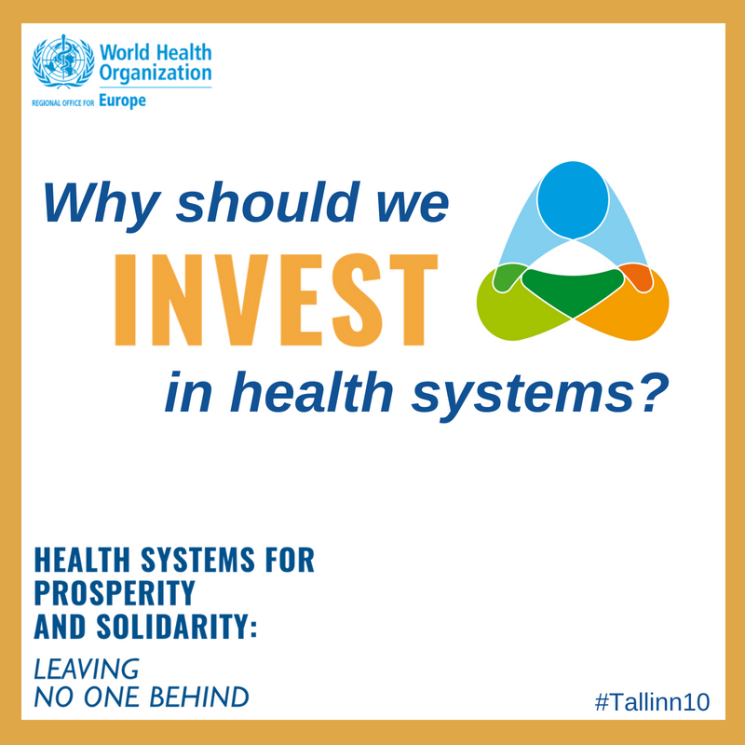 World Health
Organization
REGIONAL OFFICE FOR Europe
Why should we
INVEST
in health systems?
HEALTH SYSTEMS FOR
PROSPERITY
AND SOLIDARITY:
LEAVING
NO ONE BEHIND
#Tallinn10